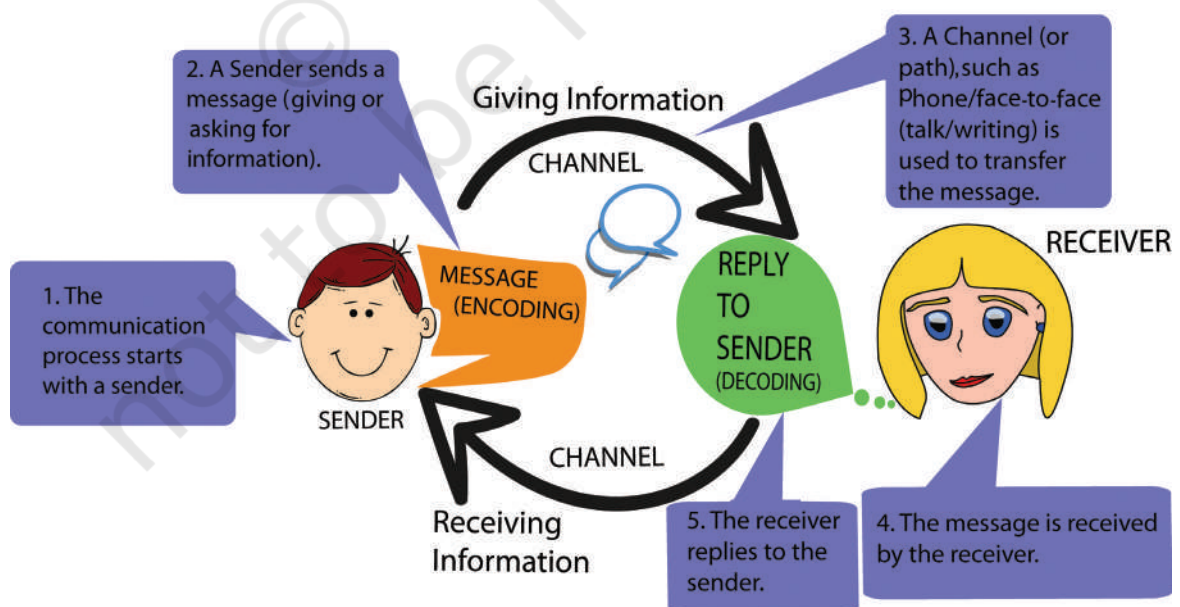 2. A Sender sends a
message (giving or
asking for
information).
Giving Information
CHANNEL
3. A Channel (or
path),such as
Phone/face-to-face
(talk/writing) is
used to transfer
the message.
1. The
communication
process starts
with a sender.
SENDER
MESSAGE
(ENCODING)
REPLY
TO
SENDER
(DECODING)
RECEIVER
CHANNEL
Receiving
Information
5. The receiver
replies to the
sender.
4. The message is received
by the receiver.
© not to be r